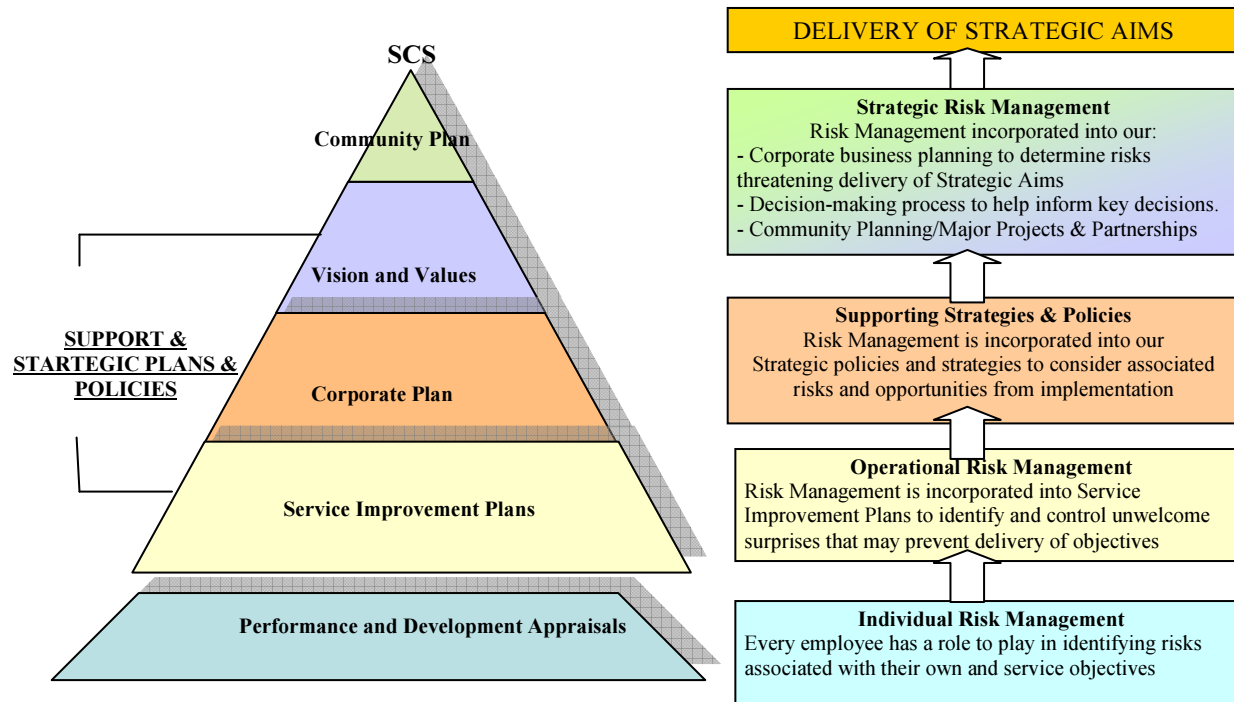 SCS
Community Plan
Vision and Values
SUPPORT &
STARTEGIC PLANS &
POLICIES
Corporate Plan
Service Improvement Plans
Performance and Development Appraisals
DELIVERY OF STRATEGIC AIMS
Strategic Risk Management
Risk Management incorporated into our:
- Corporate business planning to determine risks
threatening delivery of Strategic Aims
- Decision-making process to help inform key decisions.
- Community Planning/Major Projects & Partnerships
Supporting Strategies & Policies
Risk Management is incorporated into our
Strategic policies and strategies to consider associated
risks and opportunities from implementation
Operational Risk Management
Risk Management is incorporated into Service
Improvement Plans to identify and control unwelcome
surprises that may prevent delivery of objectives
Individual Risk Management
Every employee has a role to play in identifying risks
associated with their own and service objectives